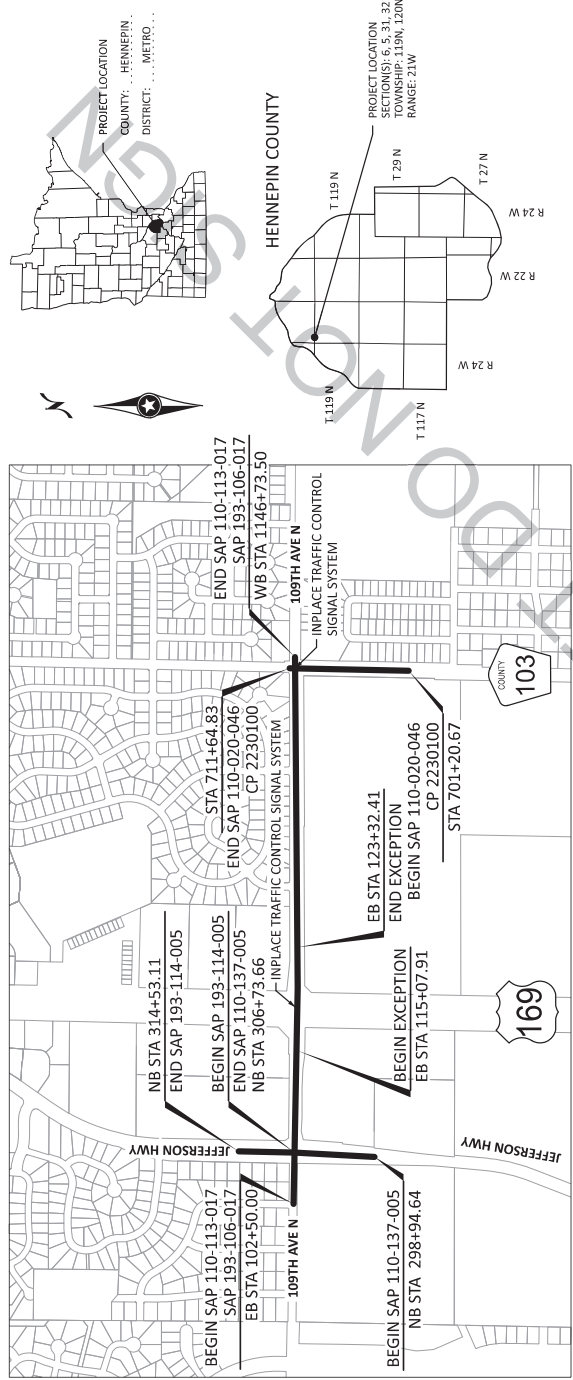 PROJECT LOCATION
COUNTY: HENNEPIN
DISTRICT: METRO
HENNEPIN COUNTY
PROJECT LOCATION
SECTION(S): 6, 5, 31, 32
TOWNSHIP: 119N, 120N
RANGE: 21W
T 119 N
T 29 N
T 27 N
T 119 N
T 117 N
R 24 W
R 22 W
R 24 W
N
DO NOT SIGN
BEGIN SAP 110-113-017
SAP 193-106-017
EB STA 102+50.00
109TH AVE N
JEFFERSON HWY
NB STA 314+53.11
END SAP 193-114-005
BEGIN SAP 193-114-005
END SAP 110-137-005
NB STA 306+73.66
INPLACE TRAFFIC CONTROL SIGNAL SYSTEM
STA 711+64.83
END SAP 110-020-046
CP 2230100
END SAP 110-113-017
SAP 193-106-017
WB STA 1146+73.50
109TH AVE N
INPLACE TRAFFIC CONTROL
SIGNAL SYSTEM
BEGIN SAP 110-137-005
NB STA 298+94.64
JEFFERSON HWY
BEGIN EXCEPTION
EB STA 115+07.91
EB STA 123+32.41
END EXCEPTION
BEGIN SAP 110-020-046
CP 2230100
STA 701+20.67
169
COUNTY
103